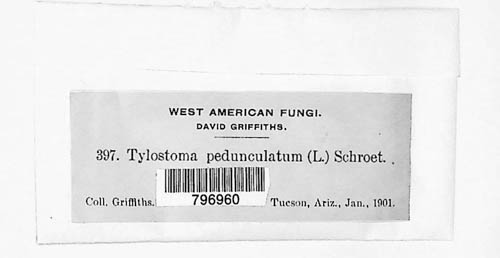 WEST AMERICAN FUNGI.
DAVID GRIFFITHS.
397. Tylostoma pedunculatum (L.) Schroet.
Coll. Griffiths.
796960
Tucson, Ariz., Jan., 1901.